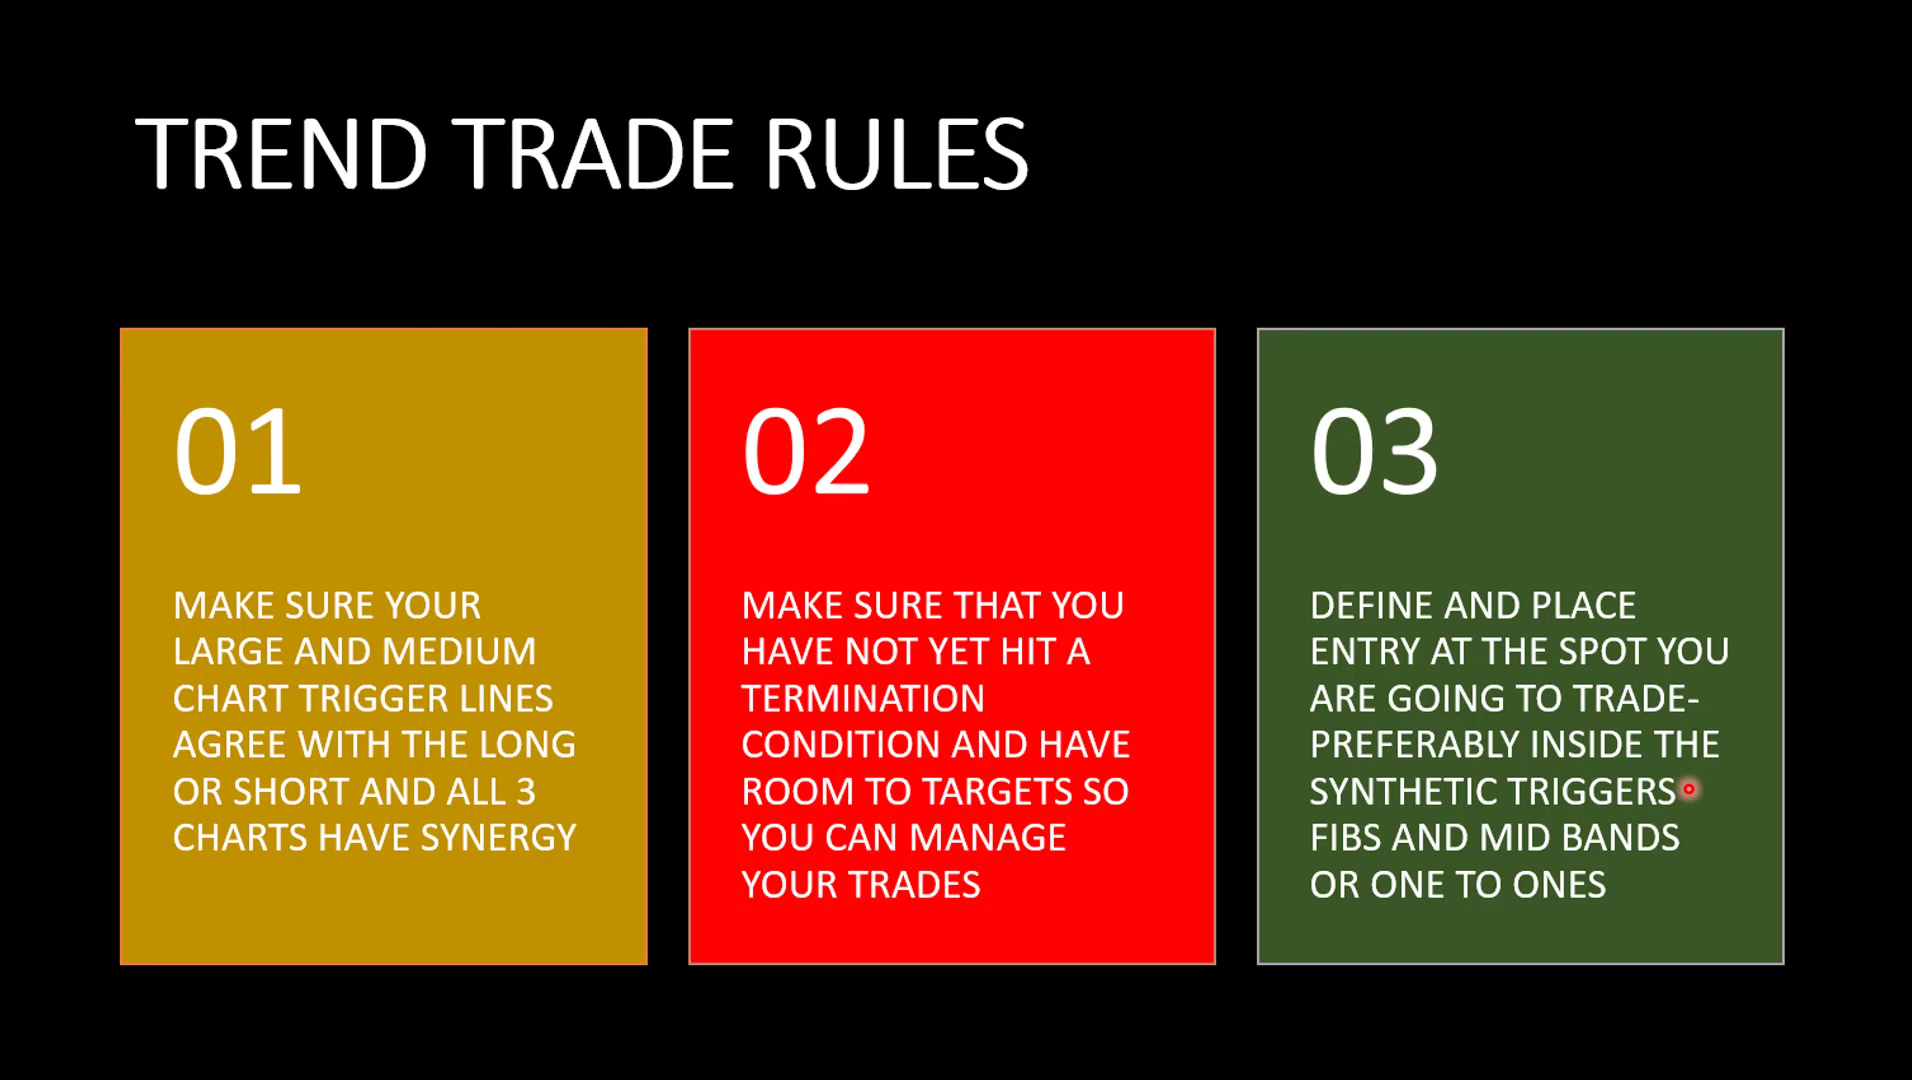 TREND TRADE RULES
01
MAKE SURE YOUR
LARGE AND MEDIUM
CHART TRIGGER LINES
AGREE WITH THE LONG
OR SHORT AND ALL 3
CHARTS HAVE SYNERGY
02
MAKE SURE THAT YOU
HAVE NOT YET HIT A
TERMINATION
CONDITION AND HAVE
ROOM TO TARGETS SO
YOU CAN MANAGE
YOUR TRADES
03
DEFINE AND PLACE
ENTRY AT THE SPOT YOU
ARE GOING TO TRADE-
PREFERABLY INSIDE THE
SYNTHETIC TRIGGERS
FIBS AND MID BANDS
OR ONE TO ONES